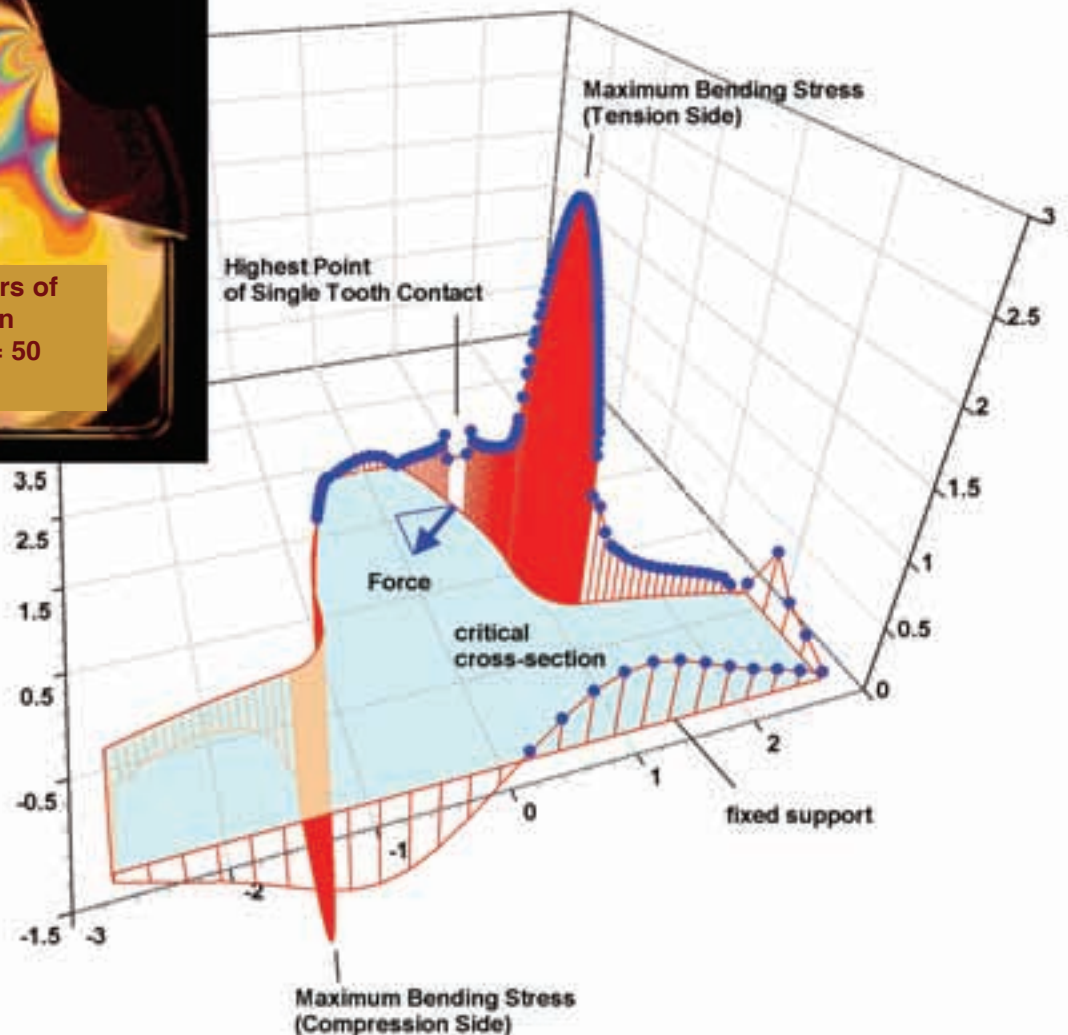 rs of
n
= 50
Maximum Bending Stress
(Tension Side)
Highest Point
of Single Tooth Contact
Force
critical
cross-section
fixed support
Maximum Bending Stress
(Compression Side)
3
2.5
2
1.5
1
0.5
0
3.5
2.5
1.5
0.5
-0.5
-1.5
-3
-2
-1
0
1
2